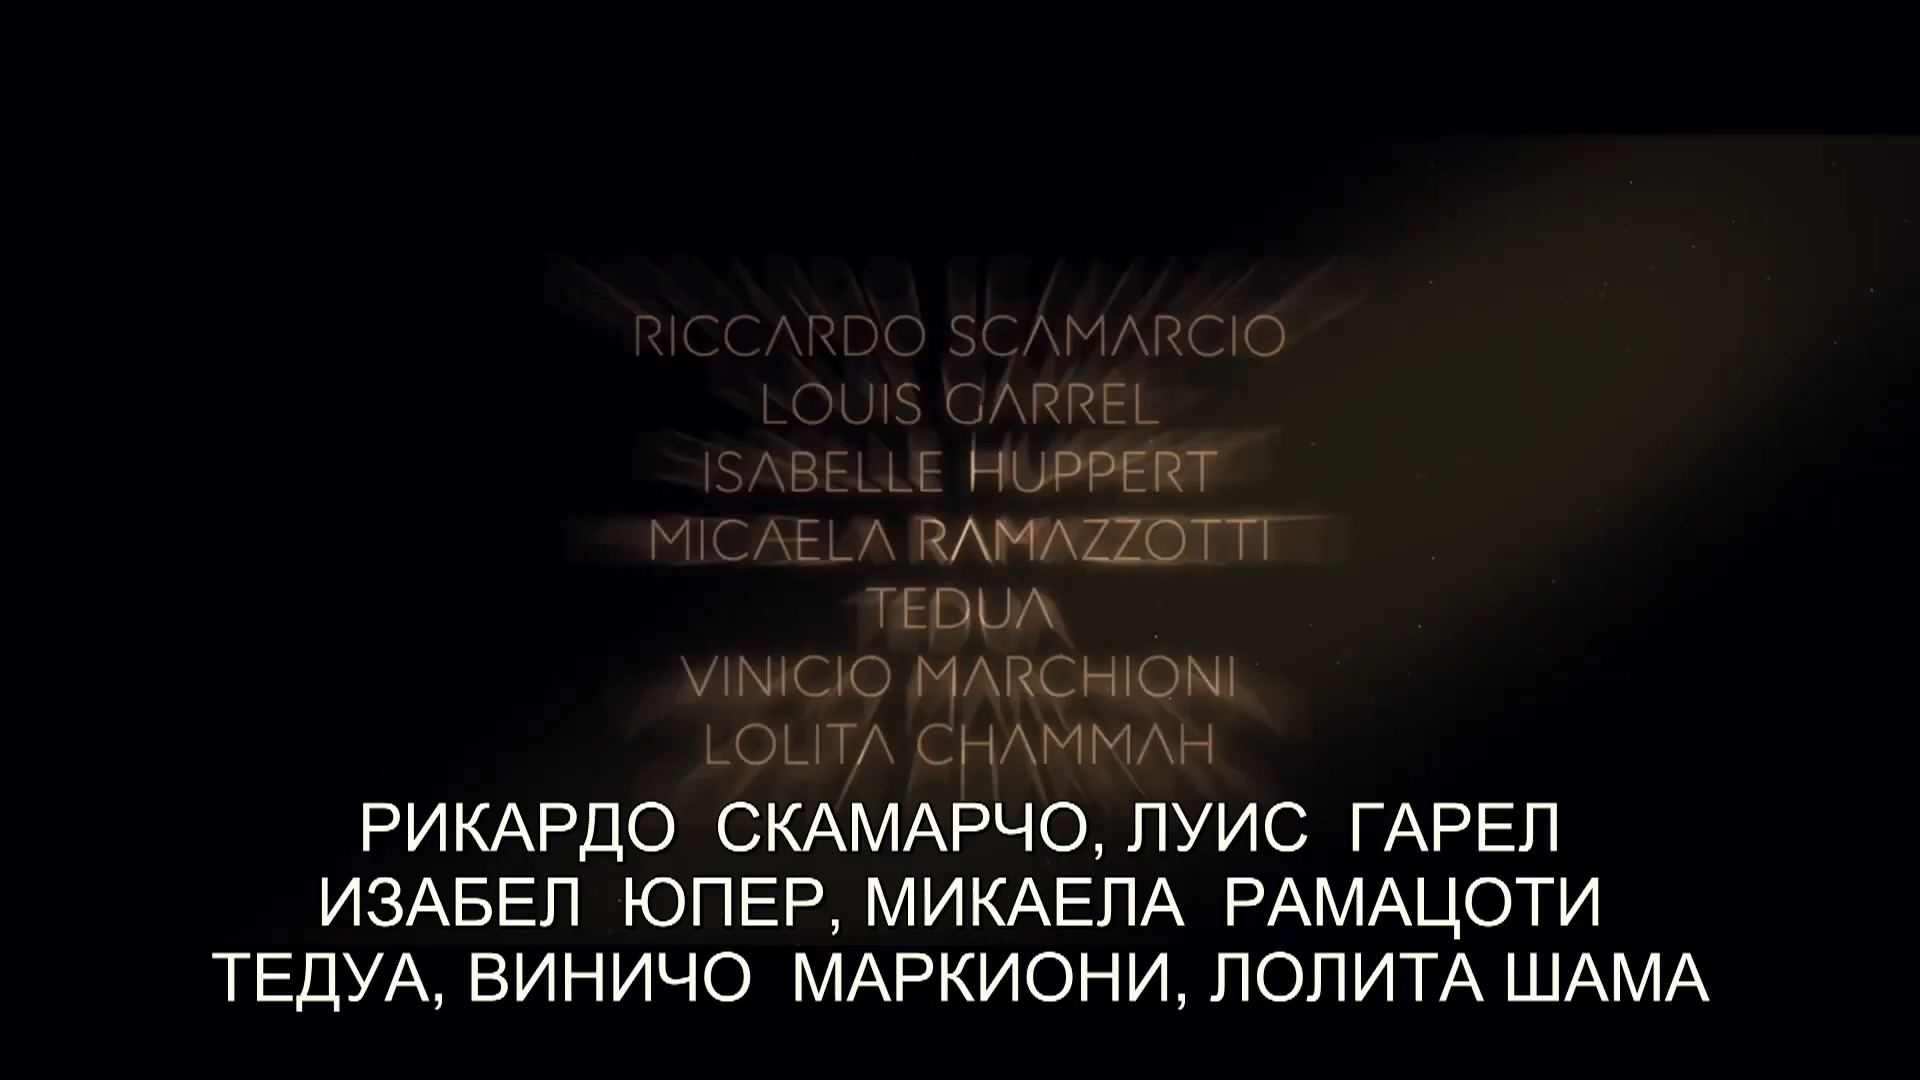 RICCARDO SCAMARCIO
LOUIS GARREL
ISABELLE HUPPERT
MICAELA RAMAZZOTTI
TEDUA
VINICIO MARCHIONI
LOLITA CHAMMAH
РИКАРДО СКАМАРЧО, ЛУИС ГАРЕЛ
ИЗАБЕЛ ЮПЕР, МИКАЕЛА РАМАЦОТИ
ТЕДУА, ВИНИЧО МАРКИОНИ, ЛОЛИТА ШАМА